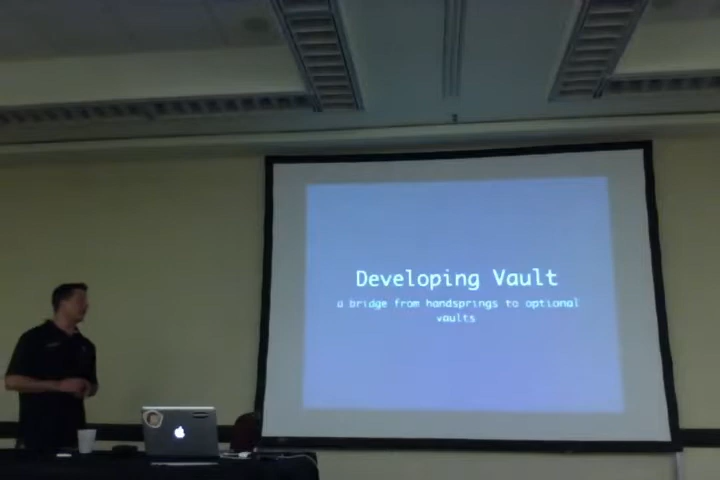 Developing Vault
a bridge from handsprings to optional
vaults